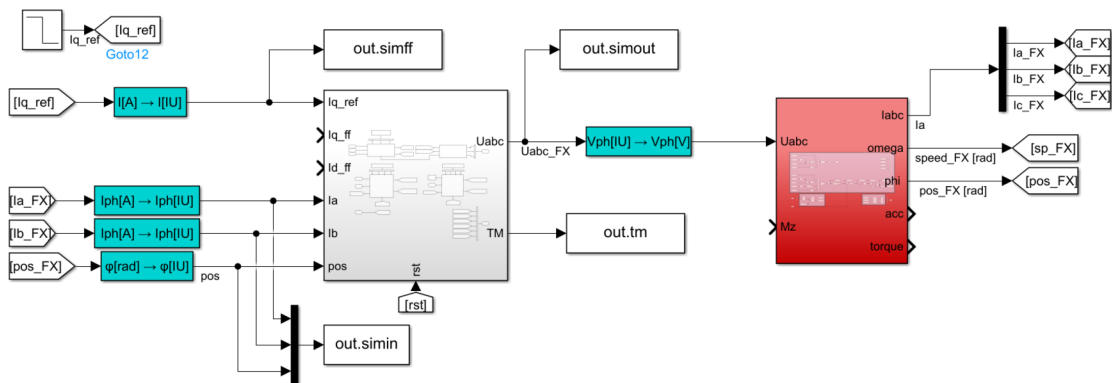 Iq_ref
[Iq_ref]
Goto12
out.simff
out.simout
[Iq_ref]
I[A] → I[IU]
Iq_ref
Iq_ff
Id_ff
Ia
Ib
pos
rst
Uabc
TM
Uabc_FX
Vph[IU] → Vph[V]
[Ia_FX]
Iph[A] → Iph[IU]
[Ib_FX]
Iph[A] → Iph[IU]
[pos_FX]
φ[rad] → φ[IU]
pos
[rst]
out.tm
out.simin
Uabc
Mz
Iabc
omega
phi
acc
torque
Ia
speed_FX [rad]
pos_FX [rad]
Ia_FX
Ib_FX
Ic_FX
[Ia_FX]
[Ib_FX]
[Ic_FX]
[sp_FX]
[pos_FX]